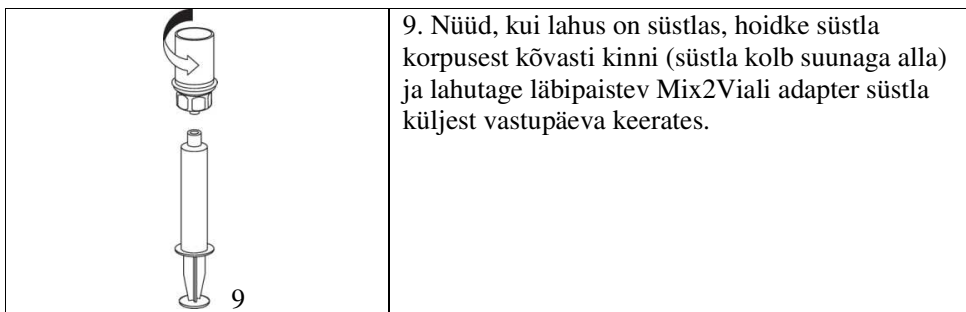 9
9. Nüüd, kui lahus on süstlas, hoidke süstla
korpusest kõvasti kinni (süstla kolb suunaga alla)
ja lahutage läbipaistev Mix2Viali adapter süstla
küljest vastupäeva keerates.